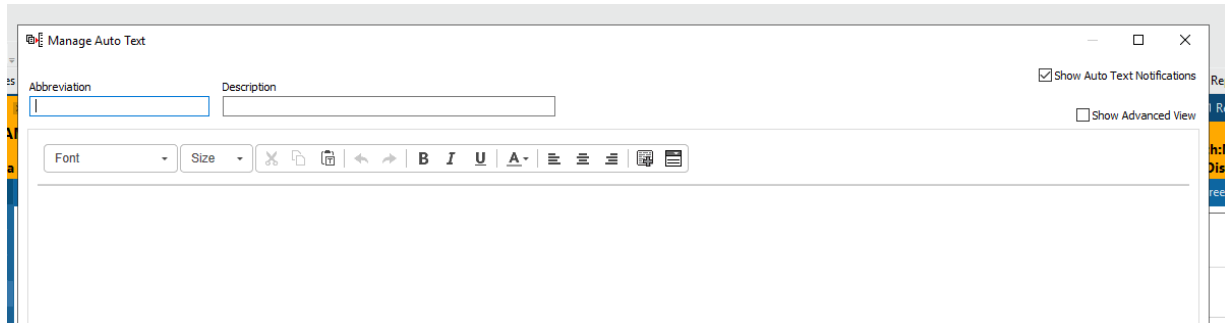 Manage Auto Text
Show Auto Text Notifications
Abbreviation Description
Show Advanced View
Font Size B I U A